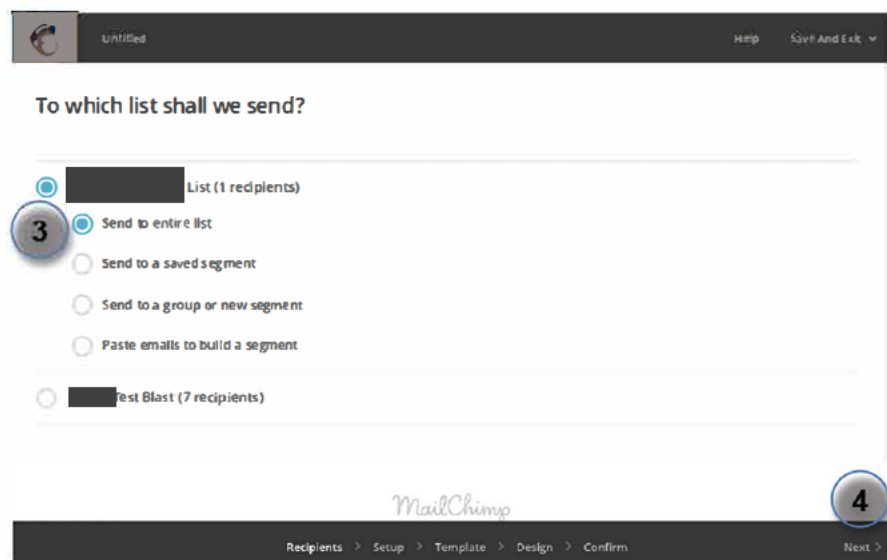 Untitled
Help Save And Exit
To which list shall we send?
List (1 recipients)
3
Send to entire list
Send to a saved segment
Send to a group or new segment
Paste emails to build a segment
Test Blast (7 recipients)
MailChimp
4
Recipients > Setup > Template > Design > Confirm
Next >